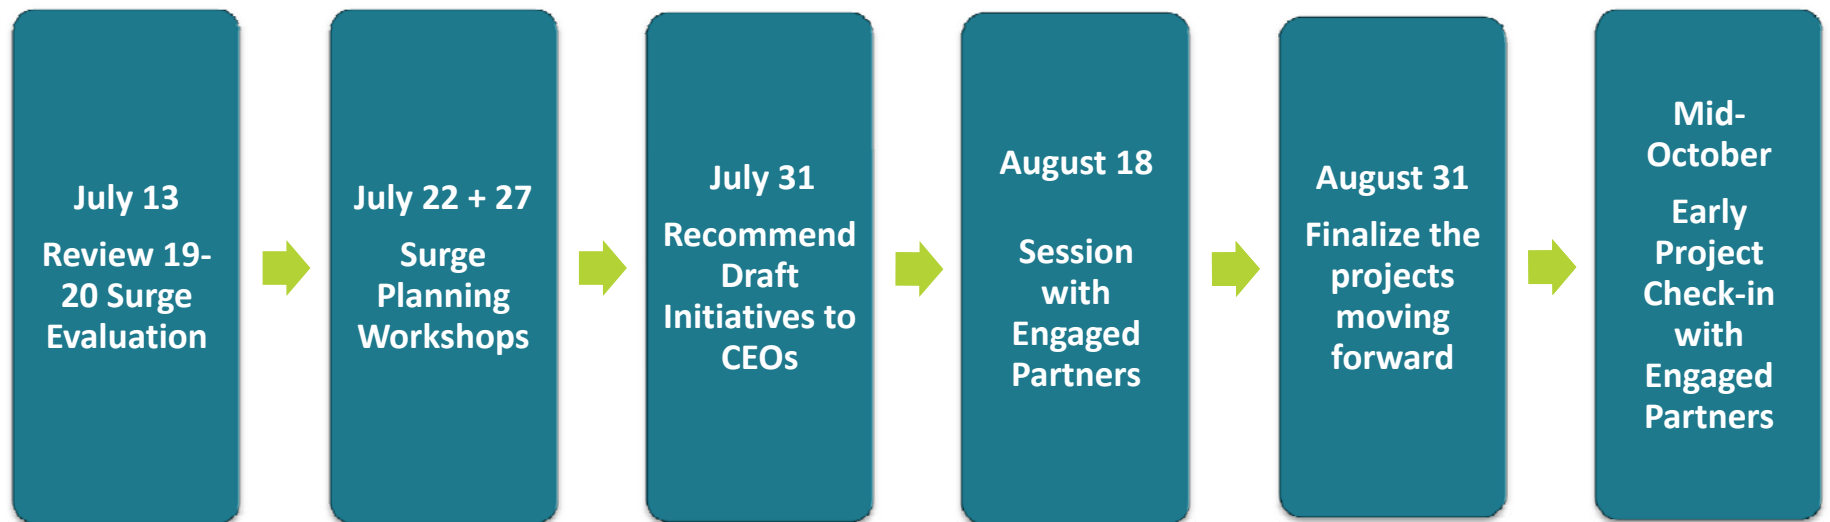 July 13
Review 19-
20 Surge
Evaluation
July 22 + 27
Surge
Planning
Workshops
July 31
Recommend
Draft
Initiatives to
CEOs
August 18
Session
with
Engaged
Partners
August 31
Finalize the
projects
moving
forward
Mid-
October
Early
Project
Check-in
with
Engaged
Partners